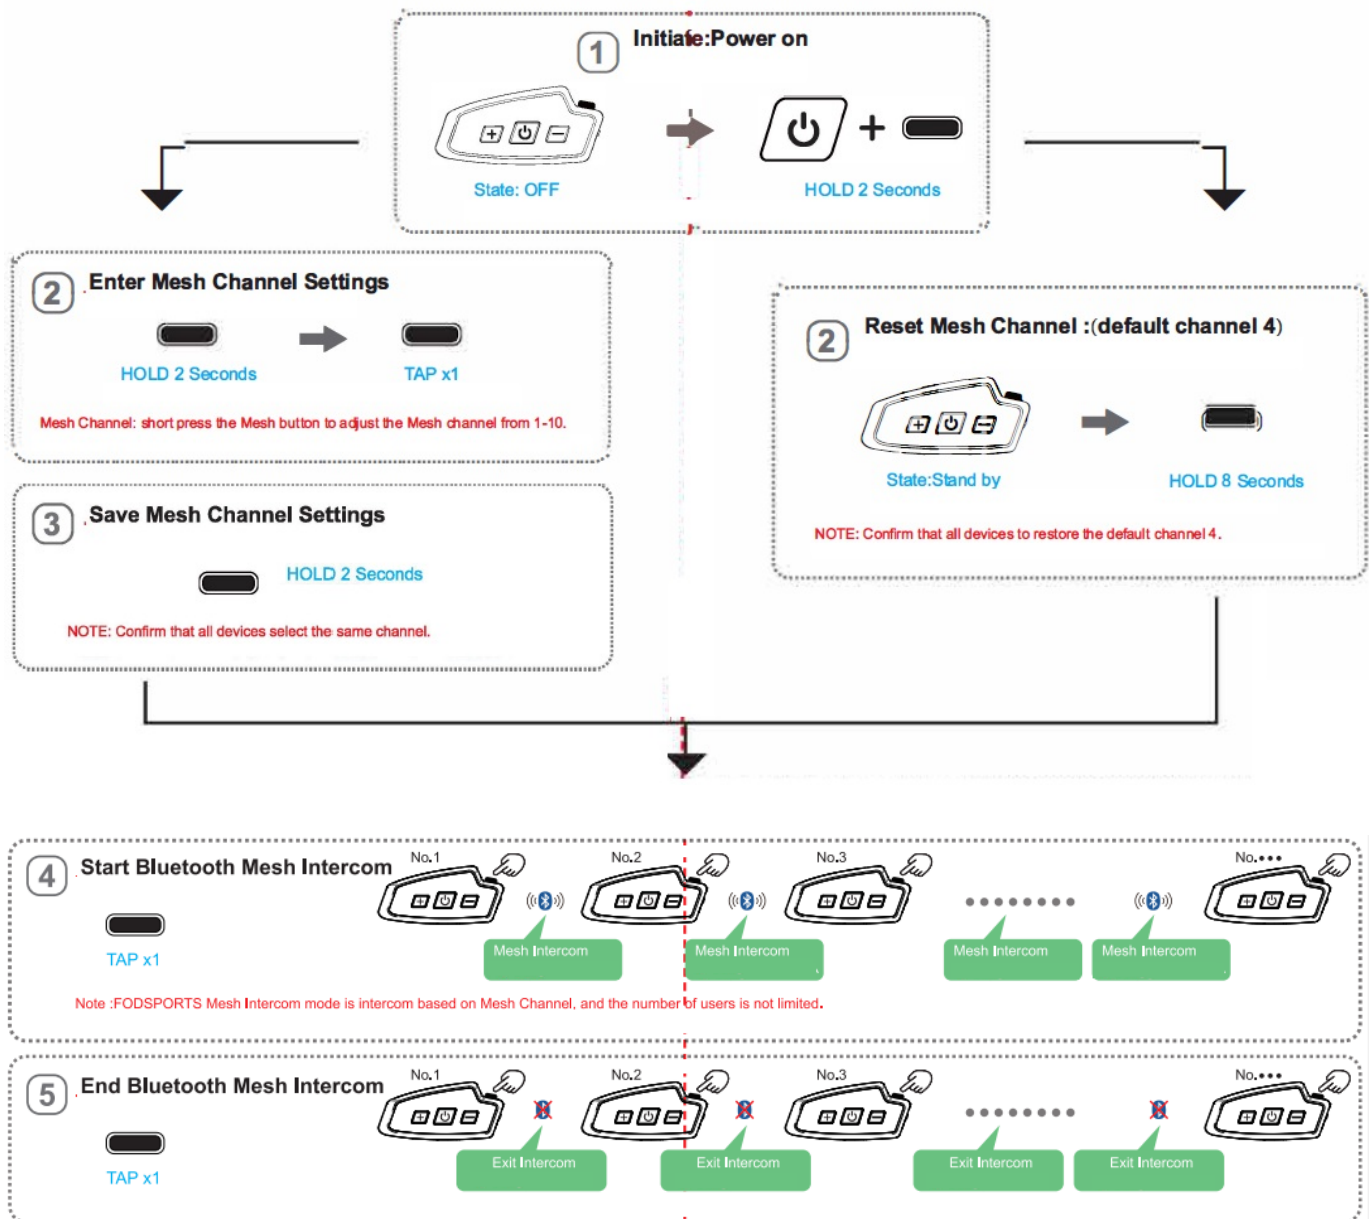 1 Initiate:Power on
State: OFF
HOLD 2 Seconds
2 Enter Mesh Channel Settings
HOLD 2 Seconds
TAP x1
Mesh Channel: short press the Mesh button to adjust the Mesh channel from 1-10.
3 Save Mesh Channel Settings
HOLD 2 Seconds
NOTE: Confirm that all devices select the same channel.
2 Reset Mesh Channel :(default channel 4)
State:Stand by
HOLD 8 Seconds
NOTE: Confirm that all devices to restore the default channel 4.
4 Start Bluetooth Mesh Intercom
TAP x1
No.1
No.2
No.3
No.•••
Mesh Intercom
Mesh Intercom
Mesh Intercom
Mesh Intercom
Note :FODSPORTS Mesh Intercom mode is intercom based on Mesh Channel, and the number of users is not limited.
5 End Bluetooth Mesh Intercom
TAP x1
No.1
No.2
No.3
No.•••
Exit Intercom
Exit Intercom
Exit Intercom
Exit Intercom